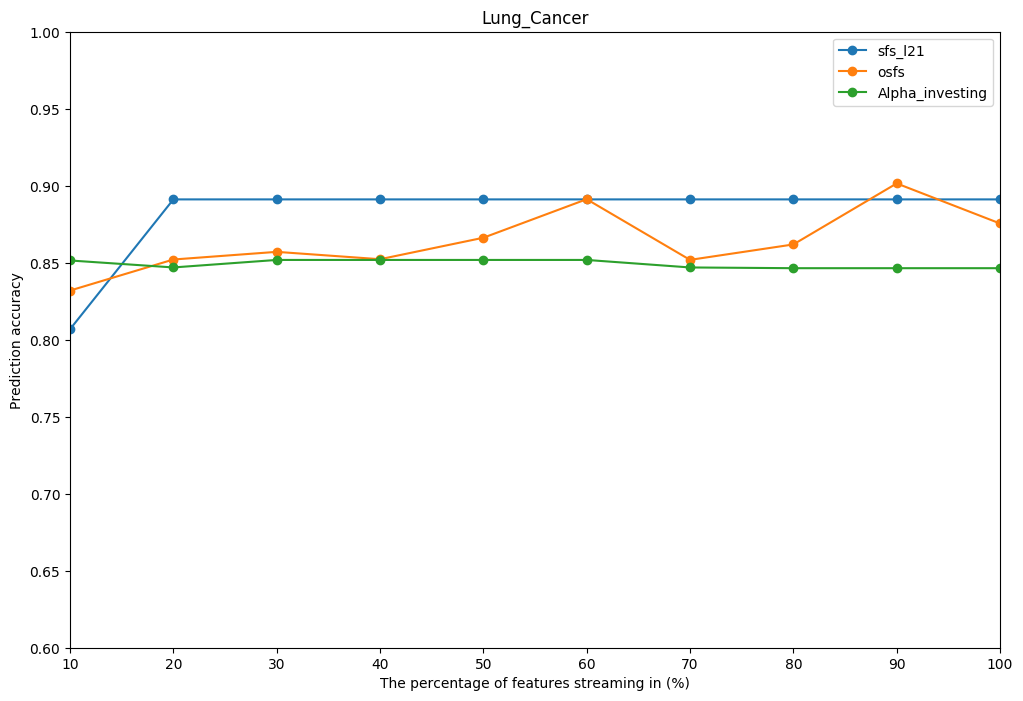 Lung_Cancer
sfs_l21
osfs
Alpha_investing
Prediction accuracy
1.00
0.95
0.90
0.85
0.80
0.75
0.70
0.65
0.60
10 20 30 40 50 60 70 80 90 100
The percentage of features streaming in (%)